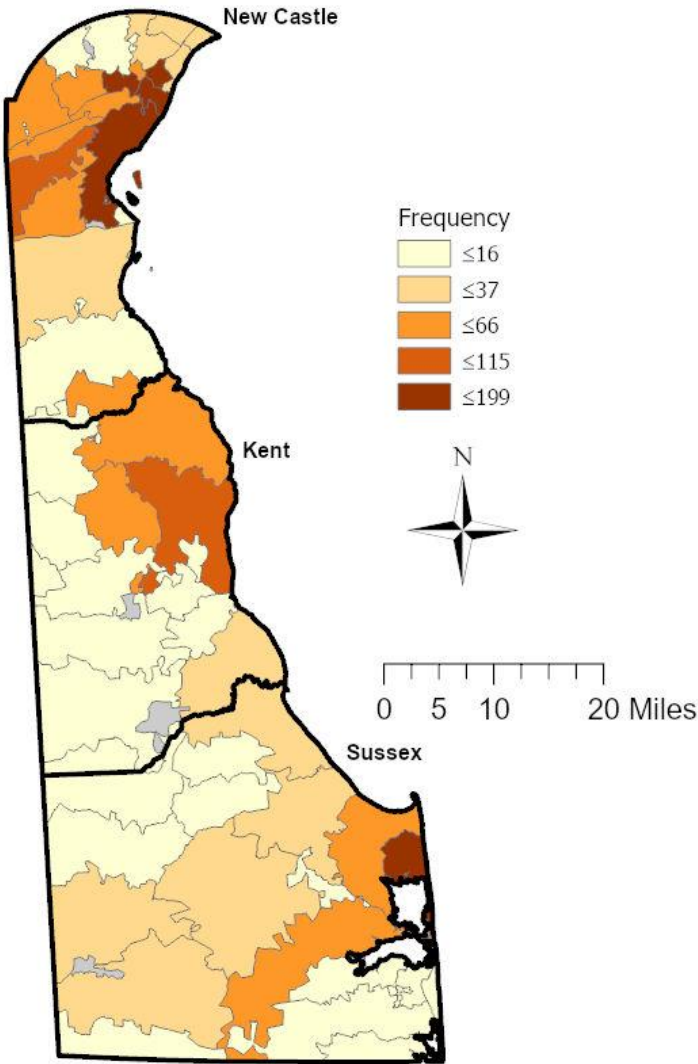 New Castle
Frequency
≤16
≤37
≤66
≤115
≤199
Kent
N
0 5 10 20 Miles
Sussex